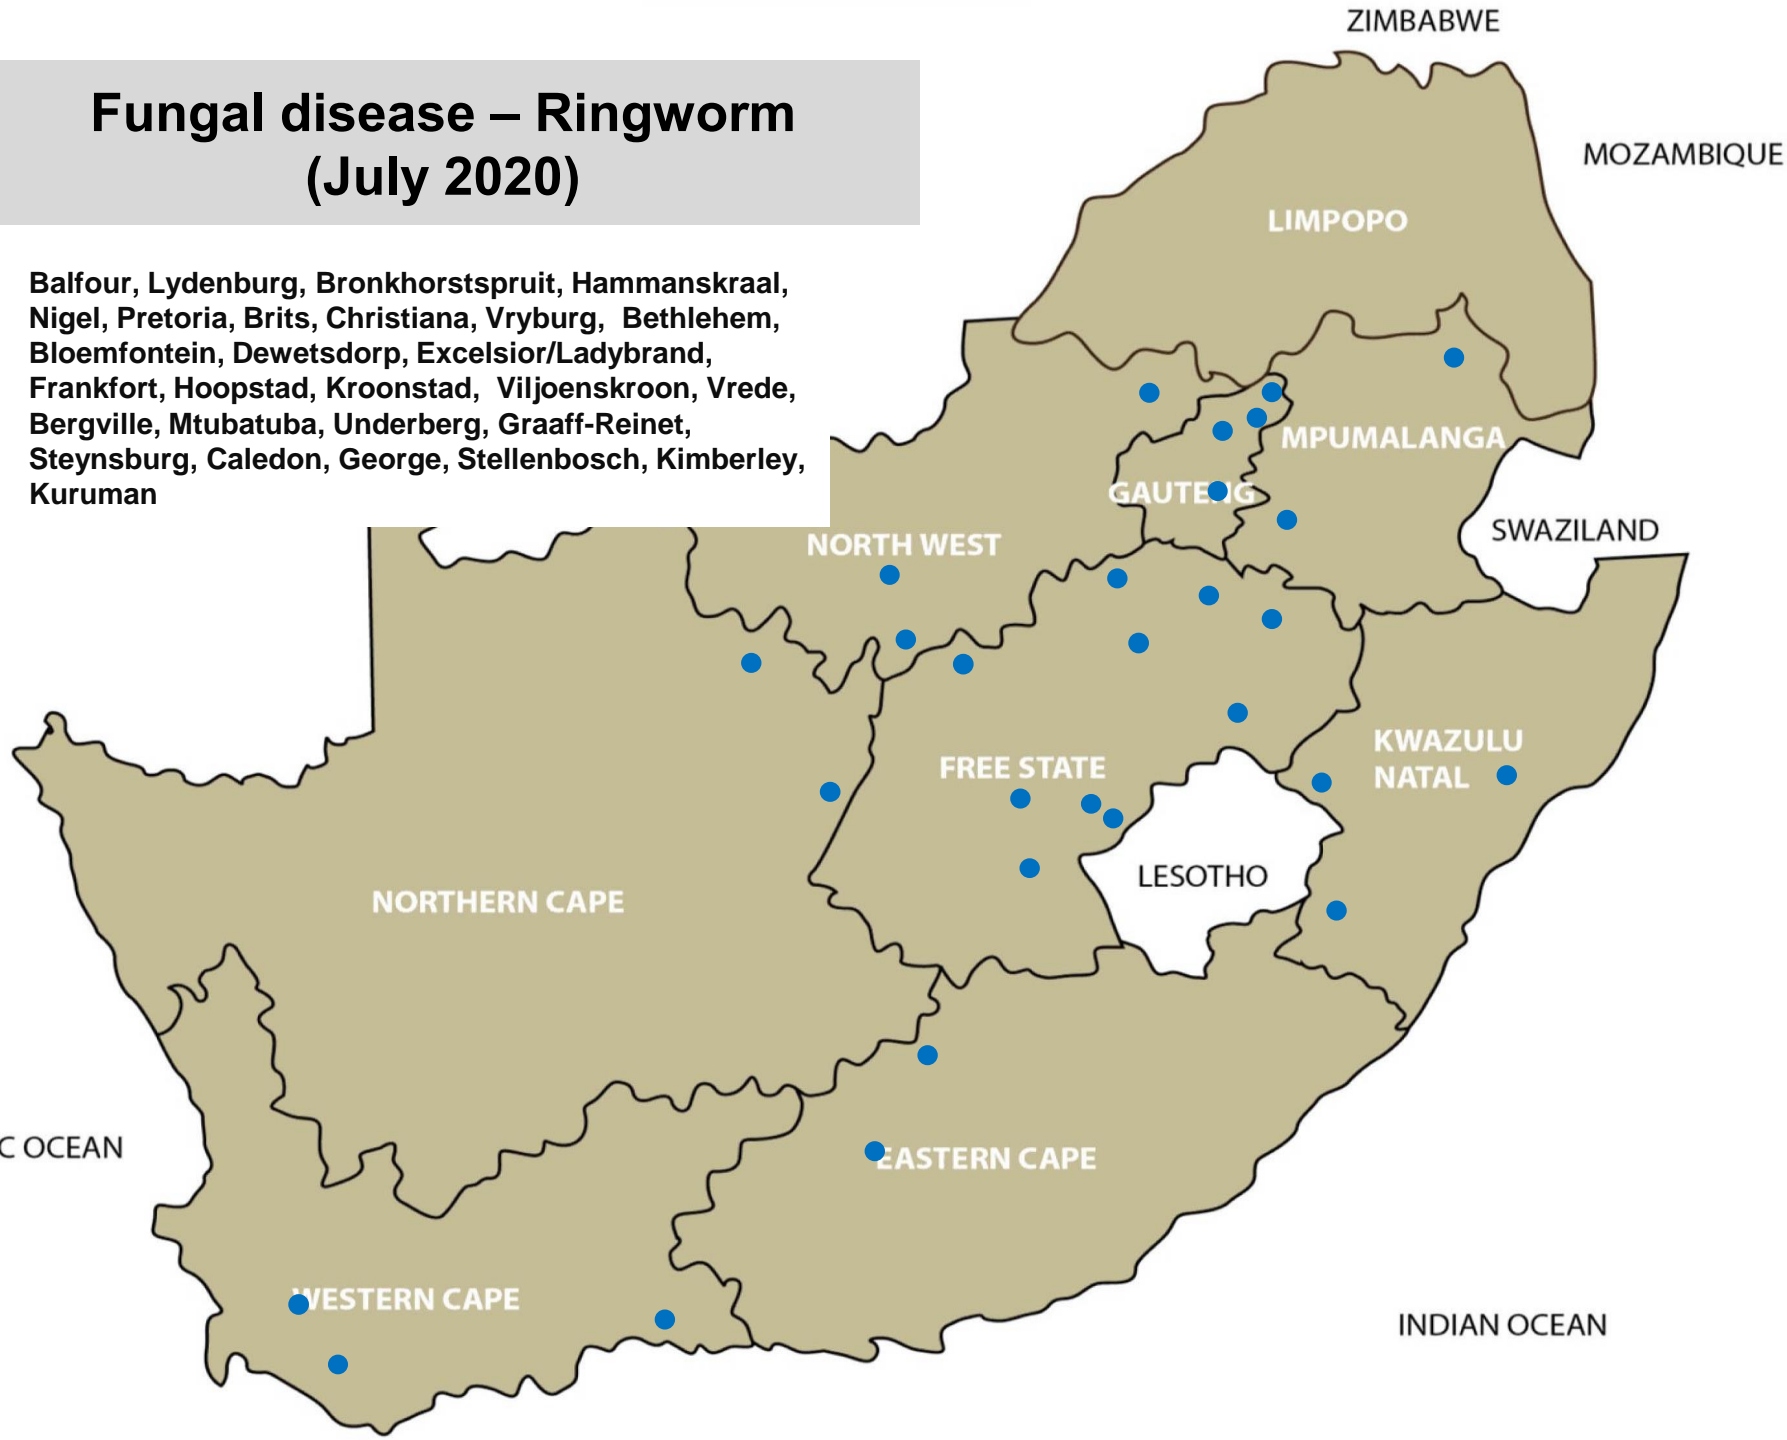 Fungal disease – Ringworm
(July 2020)
Balfour, Lydenburg, Bronkhorstspruit, Hammanskraal,
Nigel, Pretoria, Brits, Christiana, Vryburg, Bethlehem,
Bloemfontein, Dewetsdorp, Excelsior/Ladybrand,
Frankfort, Hoopstad, Kroonstad, Viljoenskroon, Vrede,
Bergville, Mtubatuba, Underberg, Graaff-Reinet,
Steynsburg, Caledon, George, Stellenbosch, Kimberley,
Kuruman
ZIMBABWE
MOZAMBIQUE
LIMPOPO
MPUMALANGA
GAUTENG
SWAZILAND
NORTH WEST
KWAZULU
NATAL
FREE STATE
LESOTHO
NORTHERN CAPE
C OCEAN
EASTERN CAPE
WESTERN CAPE
INDIAN OCEAN